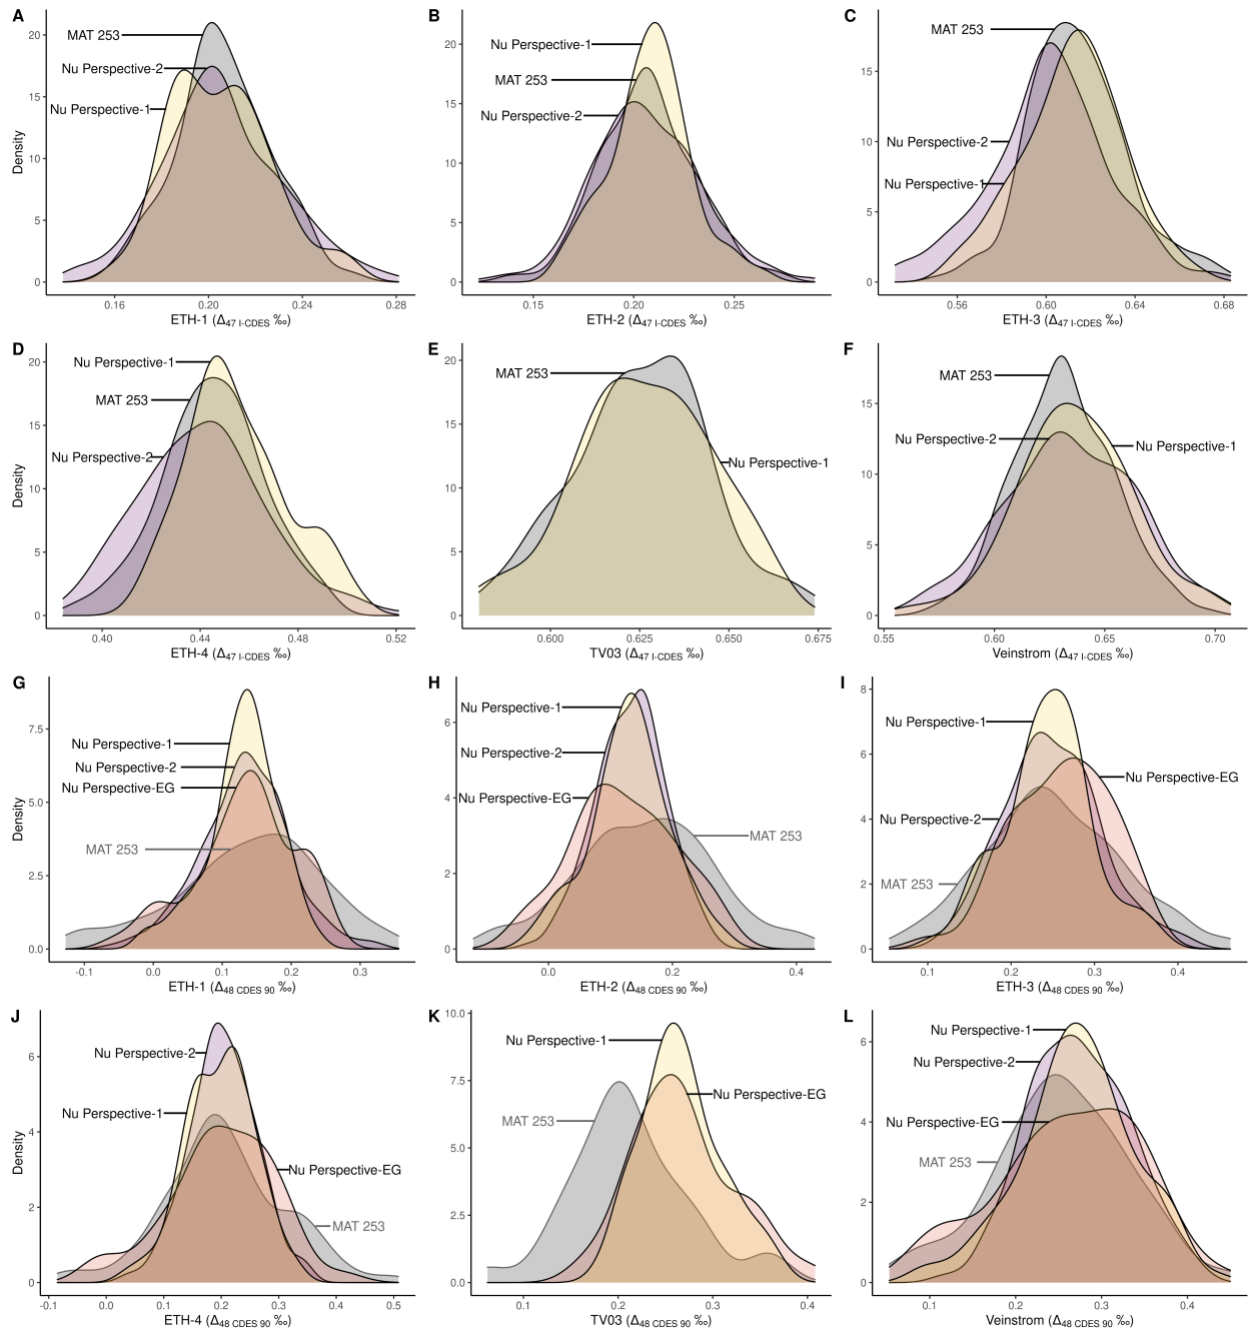 A
MAT 253
Nu Perspective-2
Nu Perspective-1
Density
20
15
10
5
0
0.16 0.20 0.24 0.28
ETH-1 (Δ47 I-CDES ‰)
B
Nu Perspective-1
MAT 253
Nu Perspective-2
20
15
10
5
0
0.15 0.20 0.25
ETH-2 (Δ47 I-CDES ‰)
C
MAT 253
Nu Perspective-2
Nu Perspective-1
15
10
5
0
0.56 0.60 0.64 0.68
ETH-3 (Δ47 I-CDES ‰)
D
Nu Perspective-1
MAT 253
Nu Perspective-2
Density
20
15
10
5
0
0.40 0.44 0.48 0.52
ETH-4 (Δ47 I-CDES ‰)
E
MAT 253
Nu Perspective-1
20
15
10
5
0
0.600 0.625 0.650 0.675
TV03 (Δ47 I-CDES ‰)
F
MAT 253
Nu Perspective-2
Nu Perspective-1
15
10
5
0
0.55 0.60 0.65 0.70
Veinstrom (Δ47 I-CDES ‰)
G
Nu Perspective-1
Nu Perspective-2
Nu Perspective-EG
MAT 253
Density
7.5
5.0
2.5
0.0
-0.1 0.0 0.1 0.2 0.3
ETH-1 (Δ48 CDES 90 ‰)
H
Nu Perspective-1
Nu Perspective-2
Nu Perspective-EG
MAT 253
6
4
2
0
0.0 0.2 0.4
ETH-2 (Δ48 CDES 90 ‰)
I
Nu Perspective-1
Nu Perspective-EG
Nu Perspective-2
MAT 253
8
6
4
2
0
0.1 0.2 0.3 0.4
ETH-3 (Δ48 CDES 90 ‰)
J
Nu Perspective-2
Nu Perspective-1
Nu Perspective-EG
MAT 253
Density
6
4
2
0
-0.1 0.0 0.1 0.2 0.3 0.4 0.5
ETH-4 (Δ48 CDES 90 ‰)
K
Nu Perspective-1
Nu Perspective-EG
MAT 253
10.0
7.5
5.0
2.5
0.0
0.1 0.2 0.3 0.4
TV03 (Δ48 CDES 90 ‰)
L
Nu Perspective-1
Nu Perspective-2
Nu Perspective-EG
MAT 253
6
4
2
0
0.1 0.2 0.3 0.4
Veinstrom (Δ48 CDES 90 ‰)